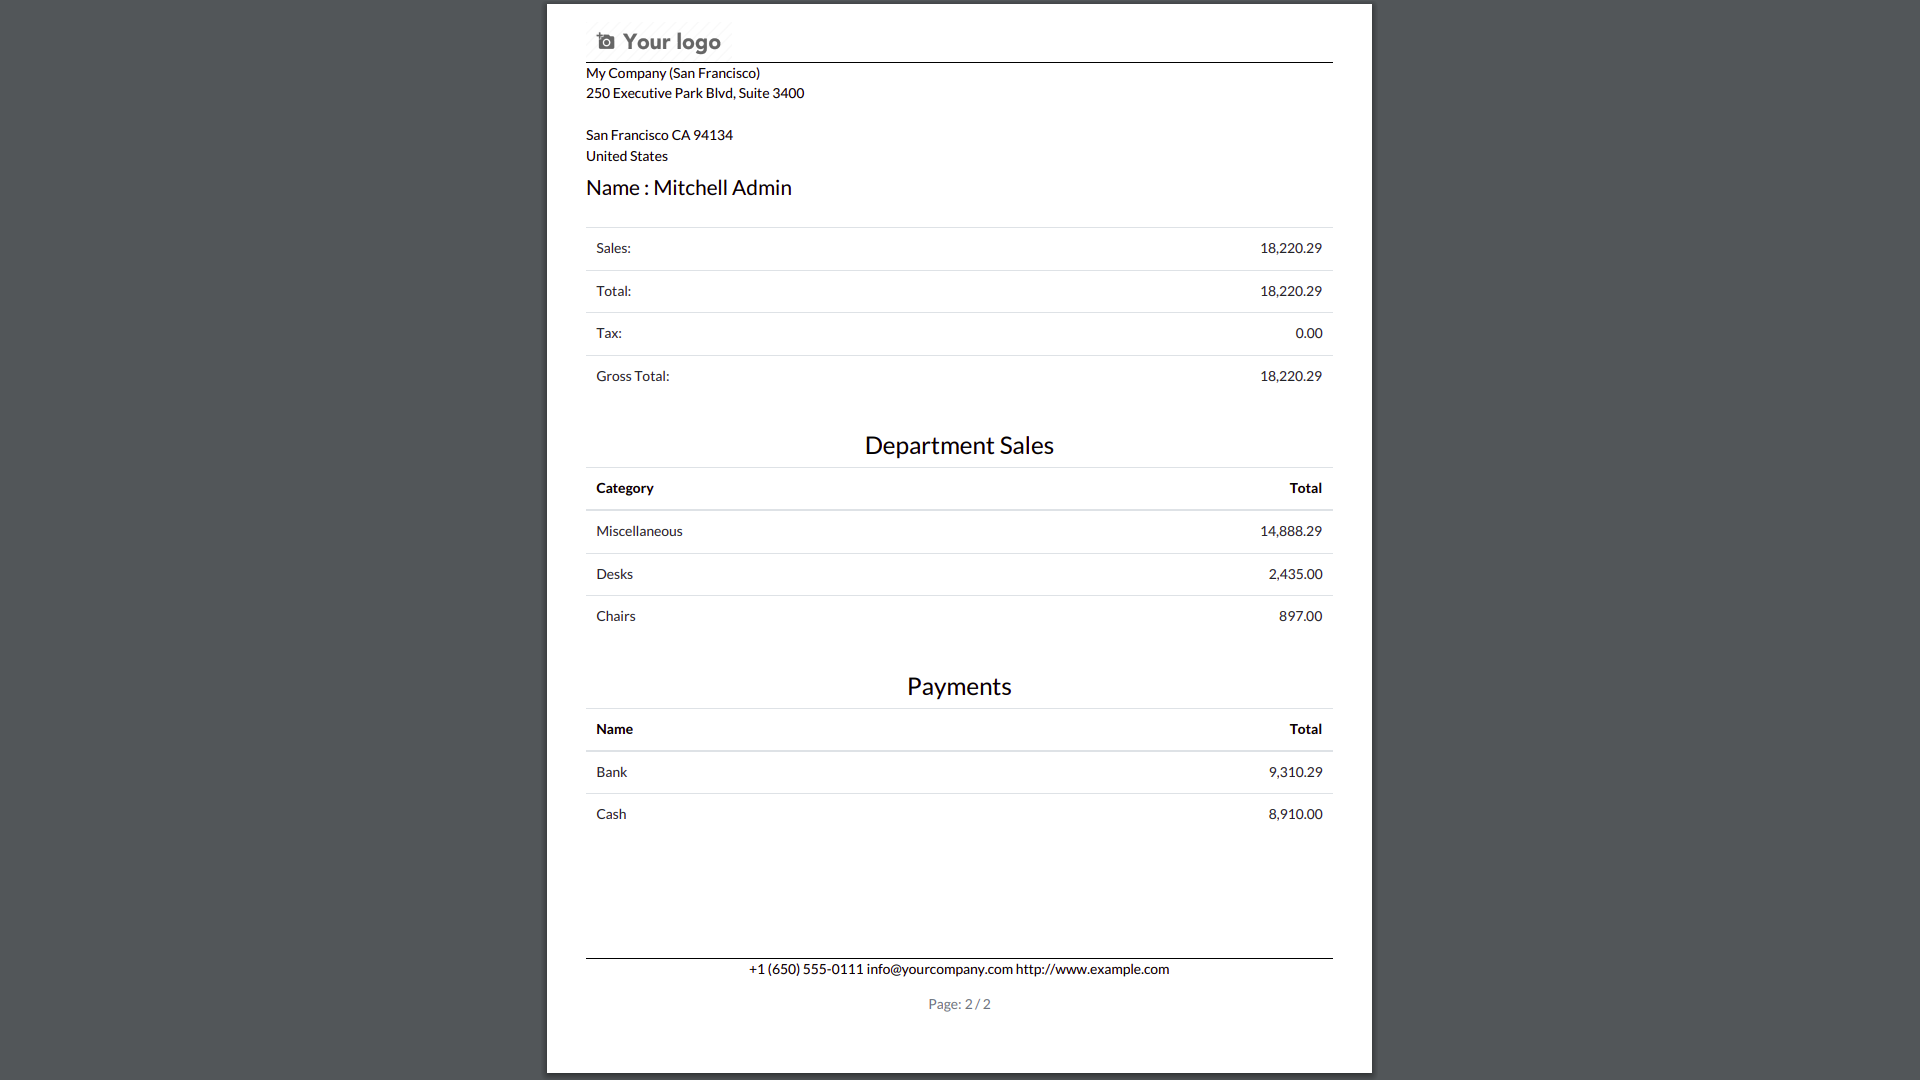 Your logo
My Company (San Francisco)
250 Executive Park Blvd, Suite 3400
San Francisco CA 94134
United States
Name : Mitchell Admin
Sales: 18,220.29
Total: 18,220.29
Tax: 0.00
Gross Total: 18,220.29
Department Sales
Category Total
Miscellaneous 14,888.29
Desks 2,435.00
Chairs 897.00
Payments
Name Total
Bank 9,310.29
Cash 8,910.00
+1 (650) 555-0111 info@yourcompany.com http://www.example.com
Page: 2 / 2